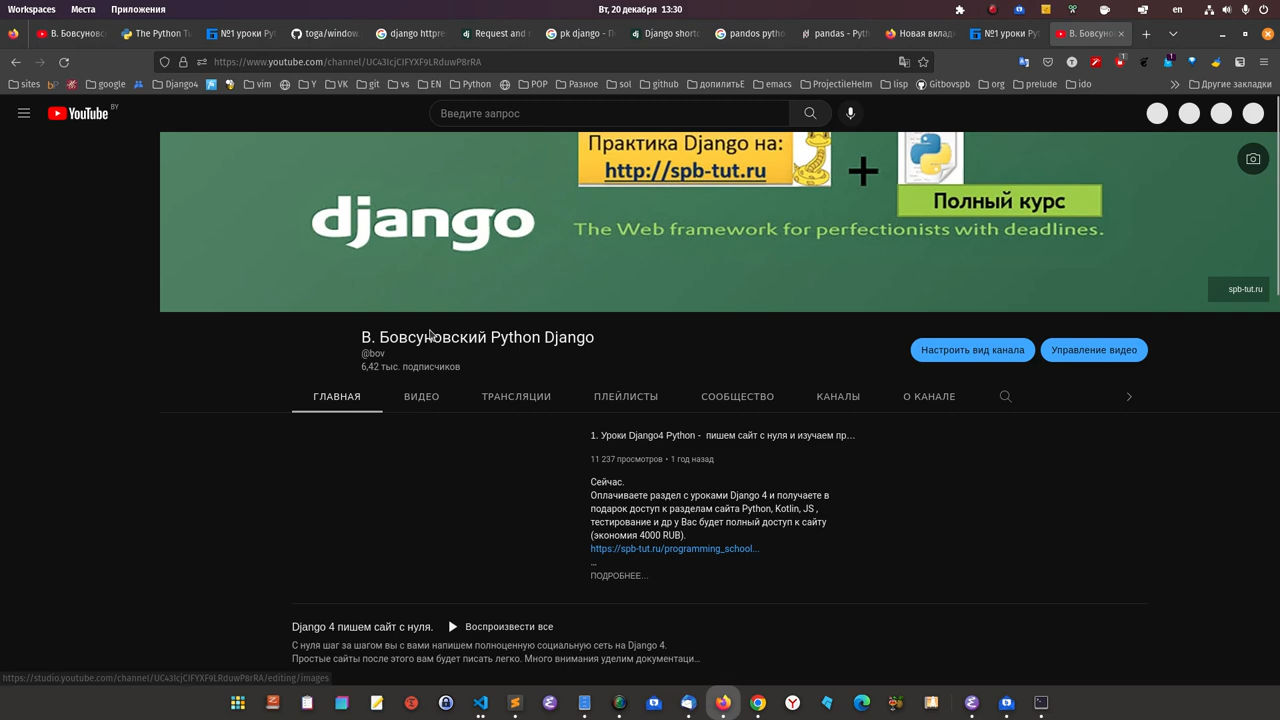 Workspaces Места Приложения Вт, 20 декабря 13:30 en
В. Бовсуновс The Python Tu №1 уроки Pyt toga/window. django httpre Request and r pk django - По Django shortc pandos pytho pandas - Pyth Новая вклад №1 уроки Pyt В. Бовсунов
https://www.youtube.com/channel/UC43IcjCIFYXF9LRduwP8rRA
sites bP google Django4 vim Y VK git vs EN Python POP Разное sol github допилитьЕ emacs ProjectileHelm lisp Gitbovspb org prelude ido Другие закладки
YouTube BY
Введите запрос
Практика Django на:
http://spb-tut.ru
+
Полный курс
django
The Web framework for perfectionists with deadlines.
spb-tut.ru
В. Бовсуновский Python Django
@bov
6,42 тыс. подписчиков
Настроить вид канала Управление видео
ГЛАВНАЯ ВИДЕО ТРАНСЛЯЦИИ ПЛЕЙЛИСТЫ СООБЩЕСТВО КАНАЛЫ О КАНАЛЕ
1. Уроки Django4 Python - пишем сайт с нуля и изучаем пр…
11 237 просмотров • 1 год назад
Сейчас.
Оплачиваете раздел с уроками Django 4 и получаете в
подарок доступ к разделам сайта Python, Kotlin, JS ,
тестирование и др у Вас будет полный доступ к сайту
(экономия 4000 RUB).
https://spb-tut.ru/programming_school...
…
ПОДРОБНЕЕ…
Django 4 пишем сайт с нуля. Воспроизвести все
С нуля шаг за шагом вы с вами напишем полноценную социальную сеть на Django 4.
Простые сайты после этого вам будет писать легко. Много внимания уделим документаци…
https://studio.youtube.com/channel/UC43IcjCIFYXF9LRduwP8rRA/editing/images